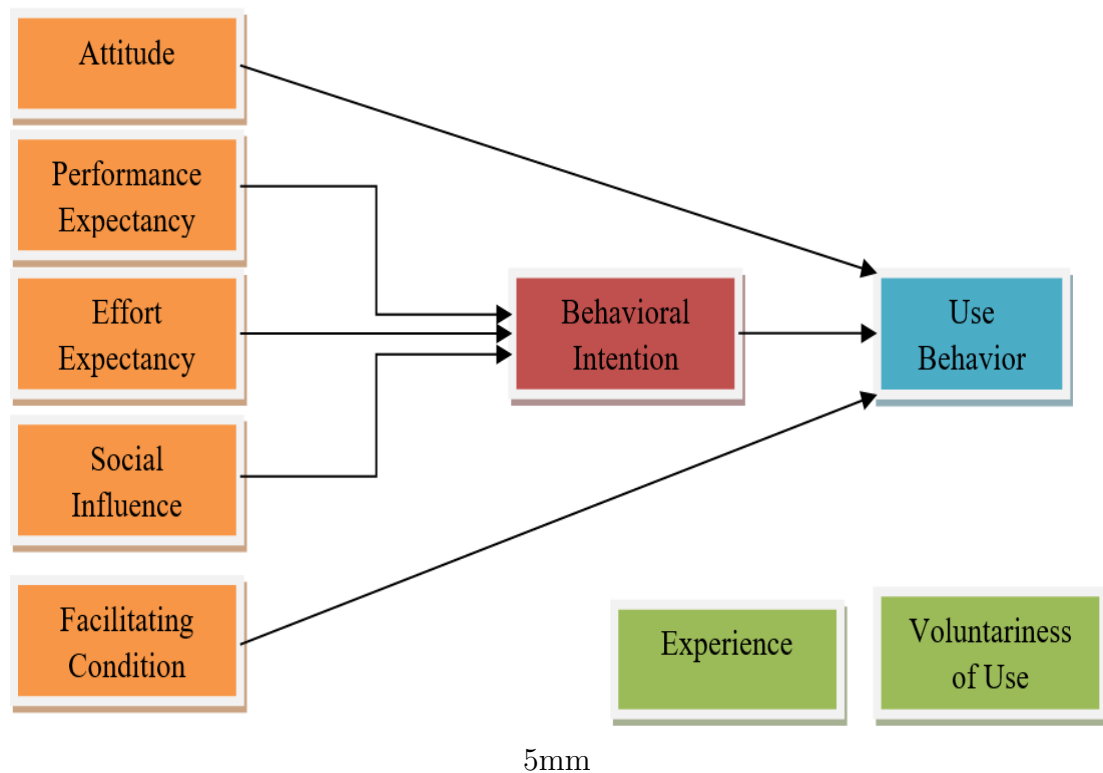 Attitude
Performance
Expectancy
Effort
Expectancy
Social
Influence
Facilitating
Condition
Behavioral
Intention
Use
Behavior
Experience
Voluntariness
of Use
5mm